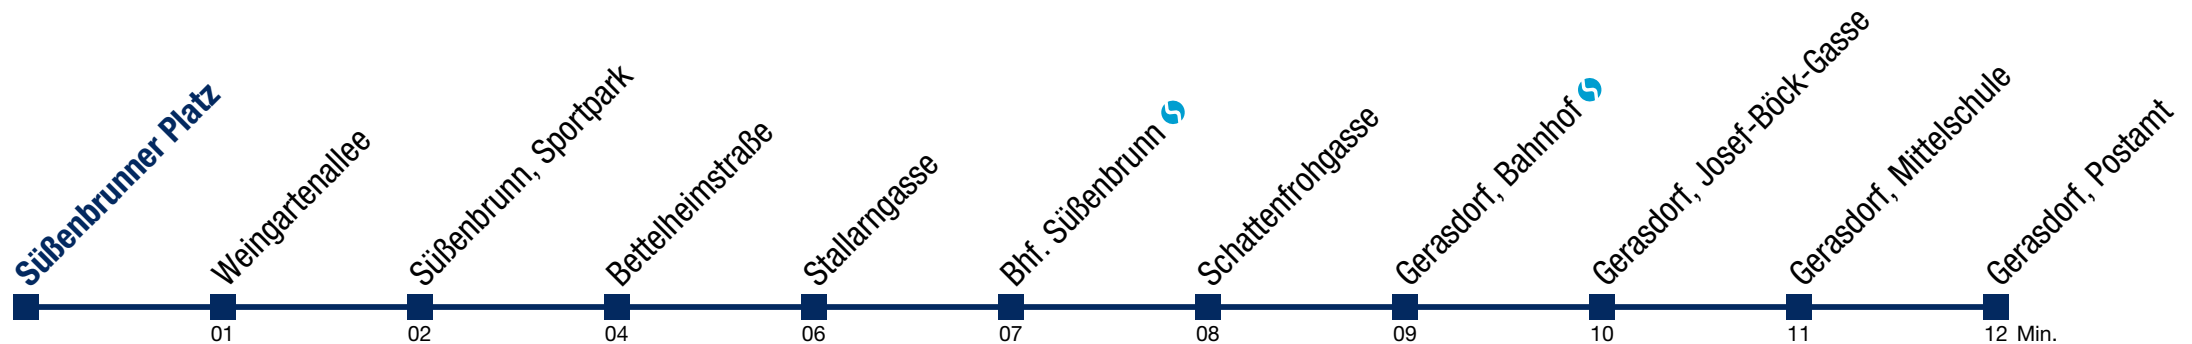 Süßenbrunner Platz
Weingartenallee
Süßenbrunn, Sportpark
Bettelheimstraße
Stallarngasse
Bhf. Süßenbrunn
Schattenfrohgasse
Gerasdorf, Bahnhof
Gerasdorf, Josef-Böck-Gasse
Gerasdorf, Mittelschule
Gerasdorf, Postamt
01 02 04 06 07 08 09 10 11 12 Min.